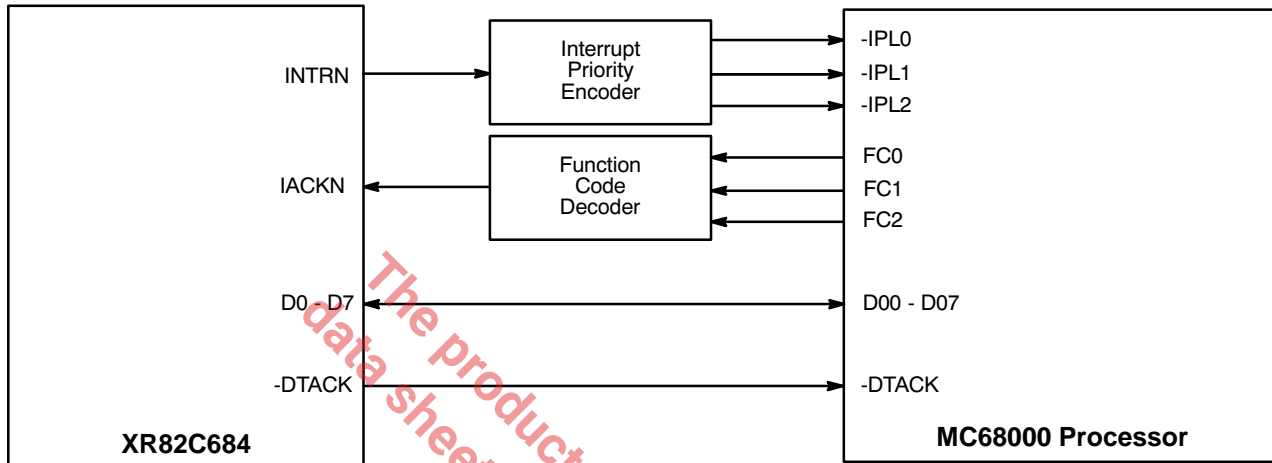 INTRN
IACKN
D0 - D7
-DTACK
XR82C684
Interrupt
Priority
Encoder
Function
Code
Decoder
-IPL0
-IPL1
-IPL2
FC0
FC1
FC2
D00 - D07
-DTACK
MC68000 Processor
The product
data sheet